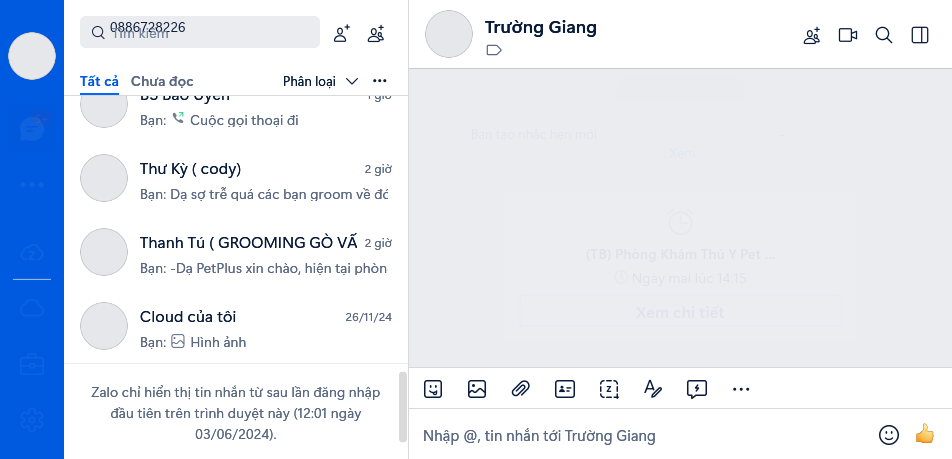 0886728226
Tìm kiếm
Tất cả
Chưa đọc
Phân loại
BS Bảo Uyên
1 giờ
Bạn: Cuộc gọi thoại đi
Thư Kỳ ( cody)
2 giờ
Bạn: Dạ sợ trễ quá các bạn groom về đó
Thanh Tú ( GROOMING GÒ VẤ
2 giờ
Bạn: -Dạ PetPlus xin chào, hiện tại phòn
Cloud của tôi
26/11/24
Bạn: Hình ảnh
Zalo chỉ hiển thị tin nhắn từ sau lần đăng nhập
đầu tiên trên trình duyệt này (12:01 ngày
03/06/2024).
Trường Giang
Bạn tạo nhắc hẹn mới
Xem
(TB) Phòng Khám Thú Y Pet ...
Ngày mai lúc 14:15
Xem chi tiết
Nhập @, tin nhắn tới Trường Giang